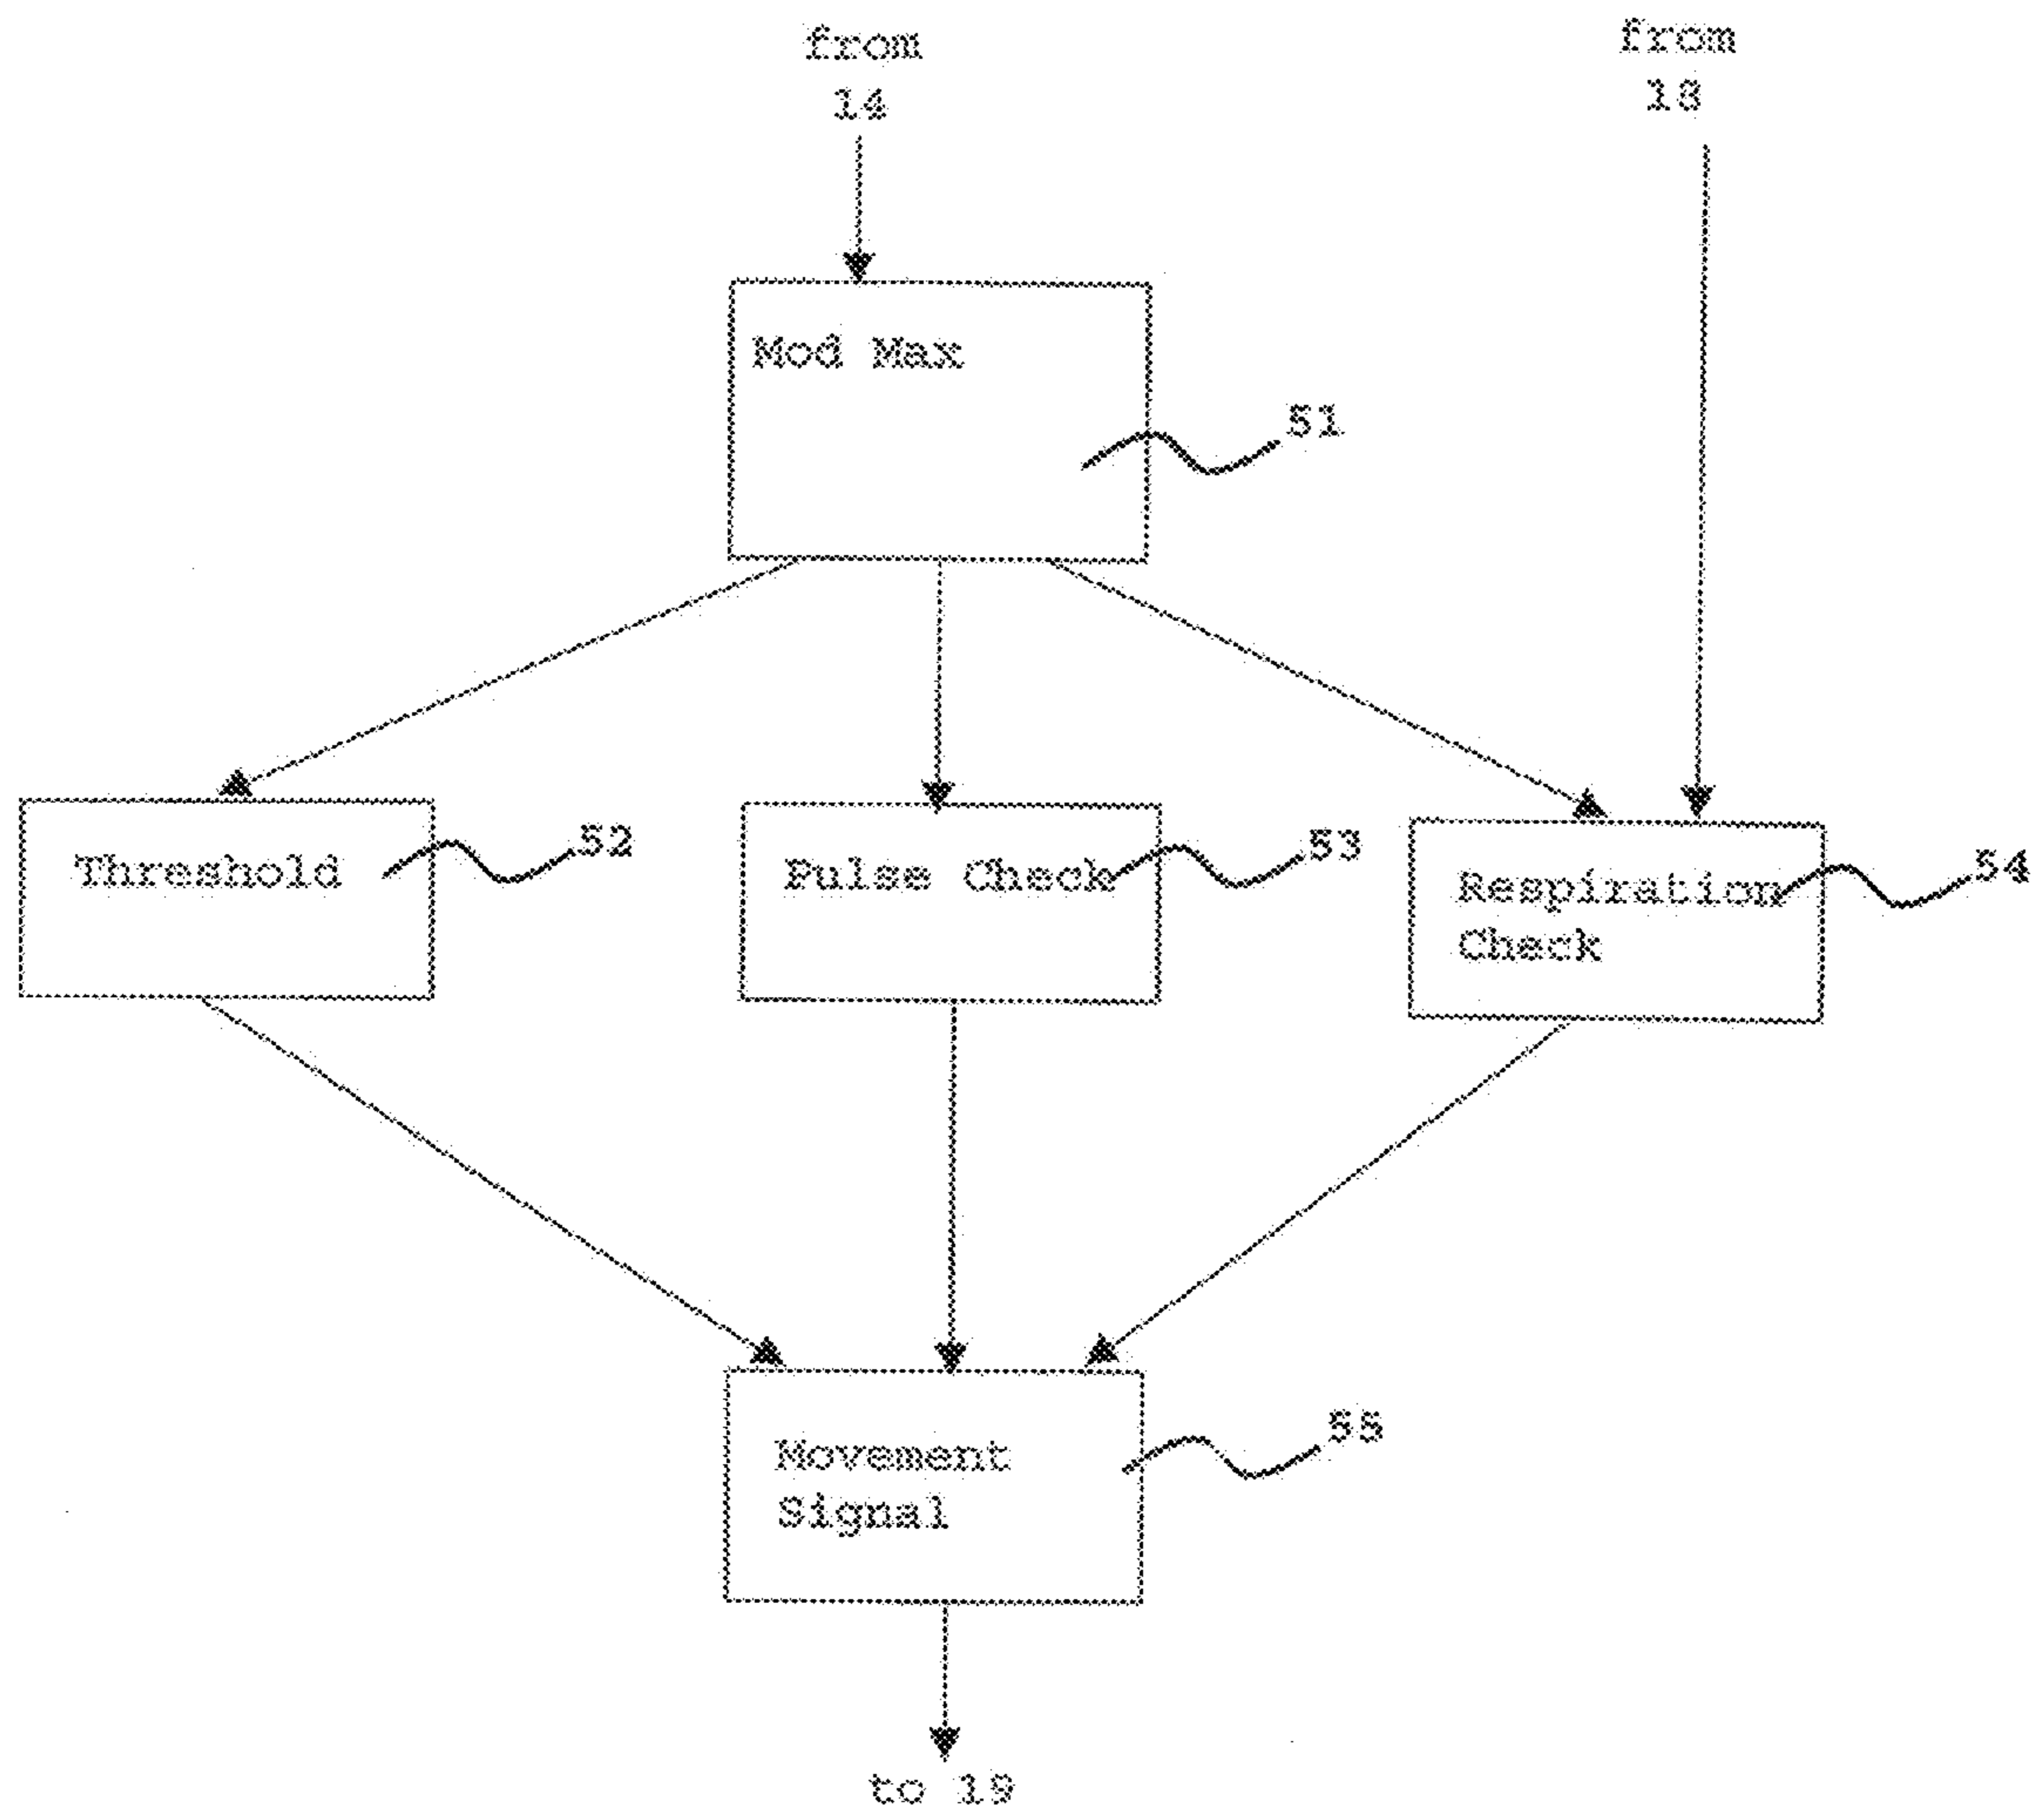 from
14
from
18
Mod Max
51
Threshold
52
Pulse Check
53
Respiration
Check
54
Movement
Signal
55
to 19